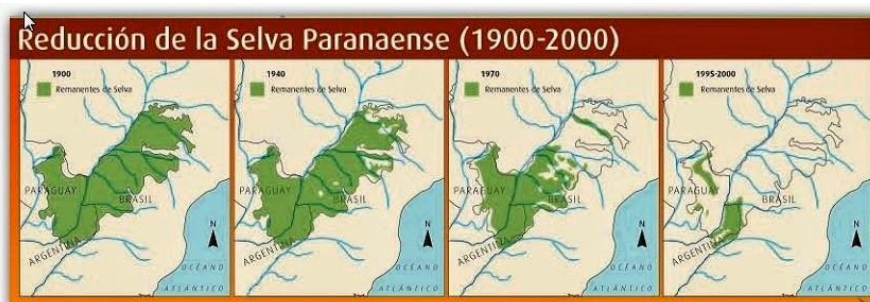 Reducción de la Selva Paranaense (1900-2000)
1900
Remanentes de Selva
PARAGUAY
BRASIL
ARGENTINA
N
OCÉANO
ATLÁNTICO
1940
Remanentes de Selva
PARAGUAY
BRASIL
ARGENTINA
N
OCÉANO
ATLÁNTICO
1970
Remanentes de Selva
PARAGUAY
BRASIL
ARGENTINA
N
OCÉANO
ATLÁNTICO
1995-2000
Remanentes de Selva
PARAGUAY
BRASIL
ARGENTINA
N
OCÉANO
ATLÁNTICO